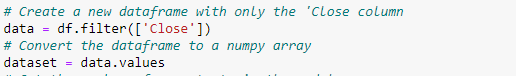 # Create a new dataframe with only the 'Close column
data = df.filter(['Close'])
# Convert the dataframe to a numpy array
dataset = data.values